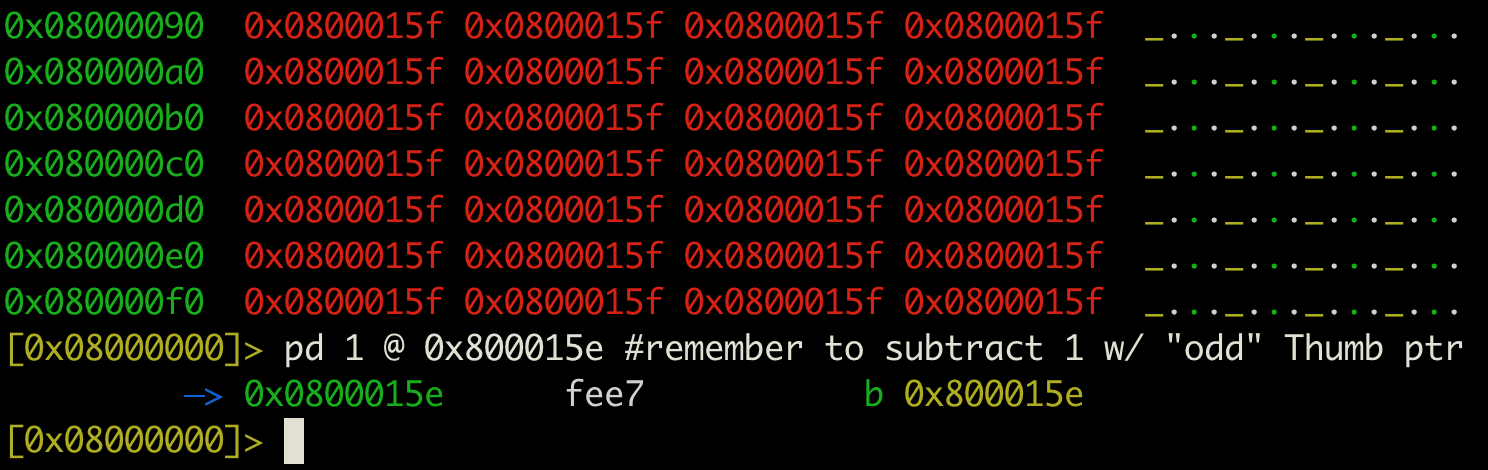 0x08000090  0x0800015f 0x0800015f 0x0800015f 0x0800015f  _..._..._..._...
0x080000a0  0x0800015f 0x0800015f 0x0800015f 0x0800015f  _..._..._..._...
0x080000b0  0x0800015f 0x0800015f 0x0800015f 0x0800015f  _..._..._..._...
0x080000c0  0x0800015f 0x0800015f 0x0800015f 0x0800015f  _..._..._..._...
0x080000d0  0x0800015f 0x0800015f 0x0800015f 0x0800015f  _..._..._..._...
0x080000e0  0x0800015f 0x0800015f 0x0800015f 0x0800015f  _..._..._..._...
0x080000f0  0x0800015f 0x0800015f 0x0800015f 0x0800015f  _..._..._..._...
[0x08000000]> pd 1 @ 0x800015e #remember to subtract 1 w/ "odd" Thumb ptr
─> 0x0800015e      fee7           b 0x800015e
[0x08000000]>